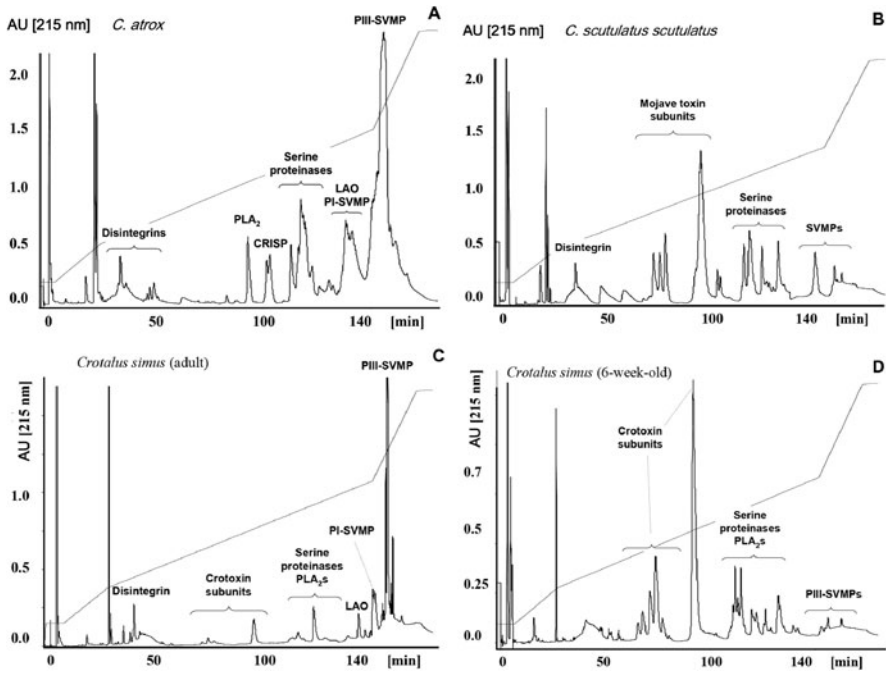 A
AU [215 nm] C. atrox
PIII-SVMP
2.0
1.5
1.0
0.5
0.0
Serine
proteinases
LAO
PI-SVMP
Disintegrins
PLA₂
CRISP
0 50 100 140 [min]
B
AU [215 nm] C. scutulatus scutulatus
2.0
1.5
1.0
0.5
0.0
Mojave toxin
subunits
Serine
proteinases
SVMPs
Disintegrin
0 50 100 140 [min]
C
Crotalus simus (adult)
PIII-SVMP
AU [215 nm]
1.0
0.5
0.0
PI-SVMP
Serine
proteinases
PLA₂s
Disintegrin
Crotoxin
subunits
LAO
0 50 100 140 [min]
D
Crotalus simus (6-week-old)
AU [215 nm]
0.7
0.5
0.25
0.0
Crotoxin
subunits
Serine
proteinases
PLA₂s
PIII-SVMPs
0 50 100 140 [min]